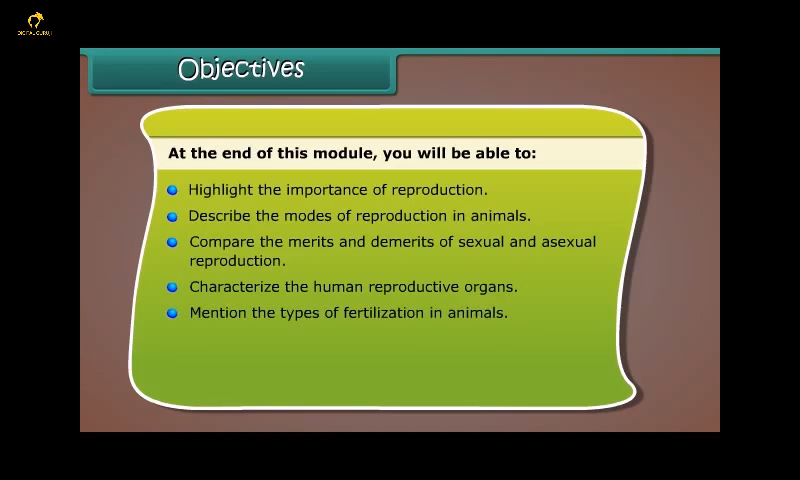 DIGITAL GURUJI
Objectives
At the end of this module, you will be able to:
Highlight the importance of reproduction.
Describe the modes of reproduction in animals.
Compare the merits and demerits of sexual and asexual
reproduction.
Characterize the human reproductive organs.
Mention the types of fertilization in animals.